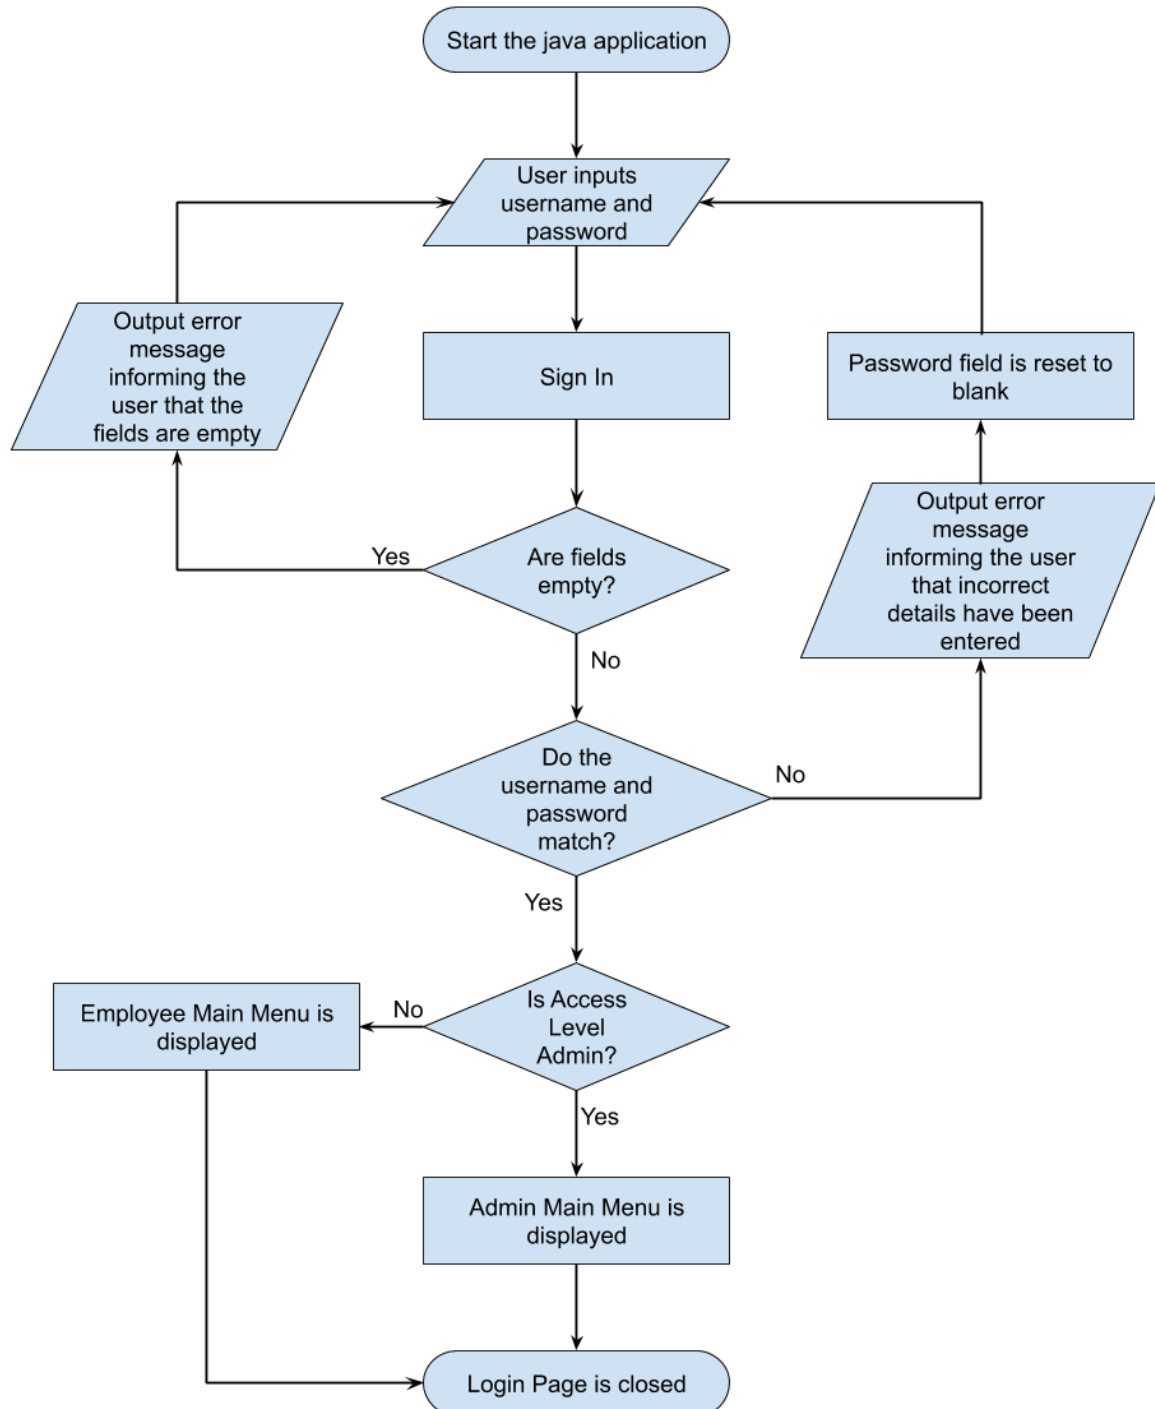 Start the java application
User inputs
username and
password
Output error
message
informing the
user that the
fields are empty
Sign In
Password field is reset to
blank
Output error
message
informing the user
that incorrect
details have been
entered
Yes
Are fields
empty?
No
Do the
username and
password
match?
No
Yes
Employee Main Menu is
displayed
No
Is Access
Level
Admin?
Yes
Admin Main Menu is
displayed
Login Page is closed